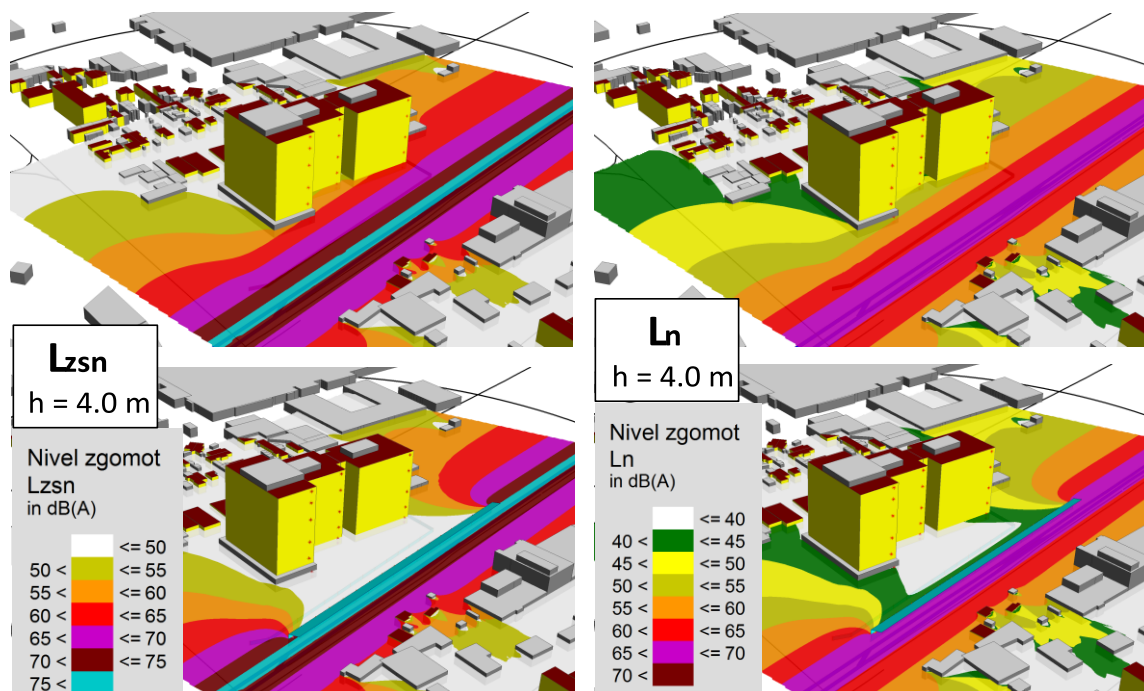 Lzsn
h = 4.0 m
Nivel zgomot
Lzsn
in dB(A)
<= 50
50 < <= 55
55 < <= 60
60 < <= 65
65 < <= 70
70 < <= 75
75 <
Ln
h = 4.0 m
Nivel zgomot
Ln
in dB(A)
<= 40
40 < <= 45
45 < <= 50
50 < <= 55
55 < <= 60
60 < <= 65
65 < <= 70
70 <